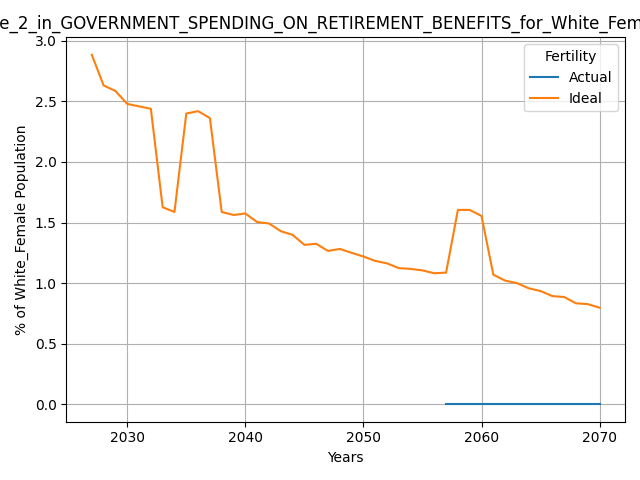 e_2_in_GOVERNMENT_SPENDING_ON_RETIREMENT_BENEFITS_for_White_Fem
Fertility
Actual
Ideal
3.0
2.5
2.0
1.5
1.0
0.5
0.0
% of White_Female Population
2030
2040
2050
2060
2070
Years